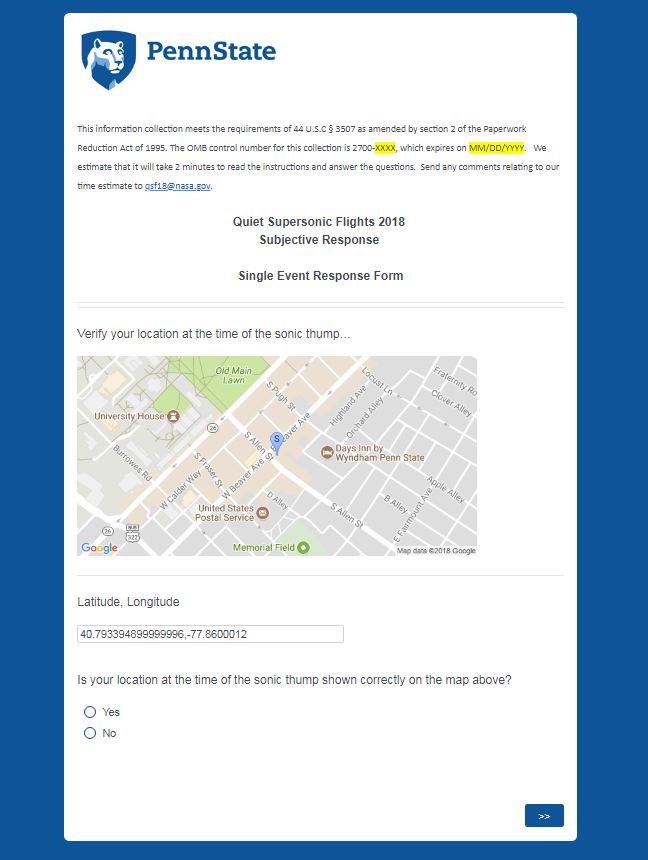 PennState
This information collection meets the requirements of 44 U.S.C § 3507 as amended by section 2 of the Paperwork
Reduction Act of 1995. The OMB control number for this collection is 2700-XXXX, which expires on MM/DD/YYYY. We
estimate that it will take 2 minutes to read the instructions and answer the questions. Send any comments relating to our
time estimate to qsf18@nasa.gov.
Quiet Supersonic Flights 2018
Subjective Response
Single Event Response Form
Verify your location at the time of the sonic thump...
Old Main
Lawn
S Pugh St
Locust Ln
Fraternity Ro
Clover Alley
Highland Ave
Orchard Alley
University House
26
S Allen
S
eaver Ave
Days Inn by
Wyndham Penn State
Burrowes Rd
S Fraser St
W Beaver Ave
St
W Calder Way
D Alley
Apple Alley
B Alley
E Fairmount Ave
United States
Postal Service
S Allen St
26
322
Memorial Field
Google
Map data ©2018 Google
Latitude, Longitude
40.793394899999996,-77.8600012
Is your location at the time of the sonic thump shown correctly on the map above?
Yes
No
>>